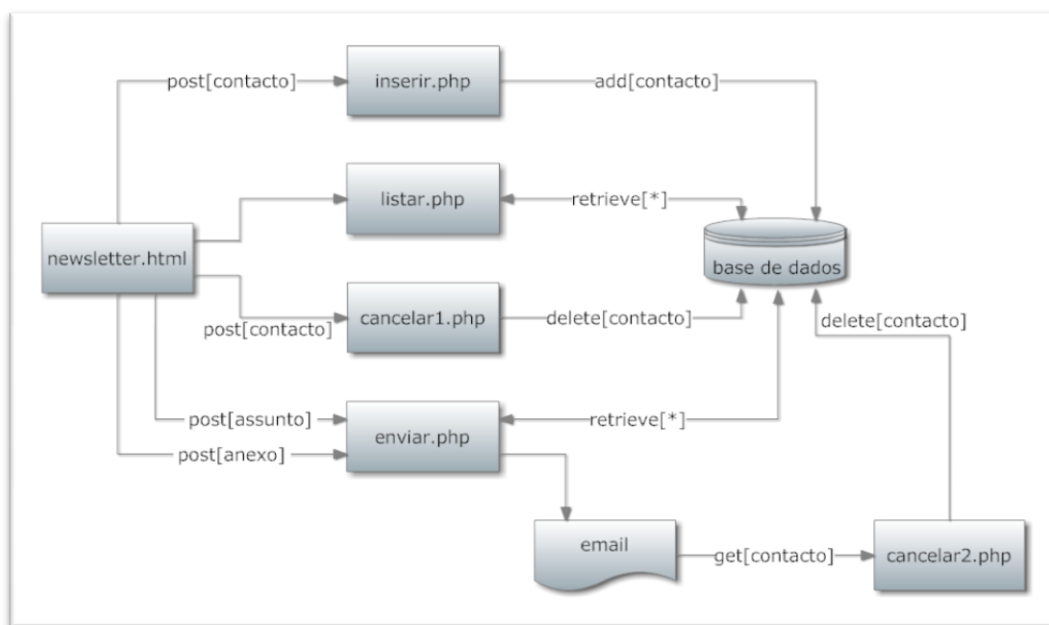 post[contacto]
inserir.php
add[contacto]
listar.php
retrieve[*]
newsletter.html
base de dados
post[contacto]
cancelar1.php
delete[contacto]
delete[contacto]
post[assunto]
enviar.php
retrieve[*]
post[anexo]
email
get[contacto]
cancelar2.php